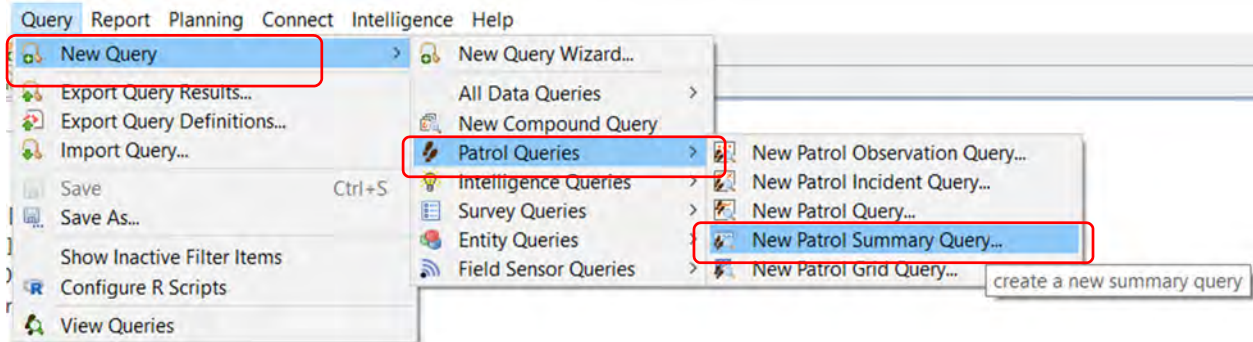 Query Report Planning Connect Intelligence Help
New Query >
Export Query Results...
Export Query Definitions...
Import Query...
Save Ctrl+S
Save As...
Show Inactive Filter Items
Configure R Scripts
View Queries
New Query Wizard...
All Data Queries >
New Compound Query
Patrol Queries >
Intelligence Queries >
Survey Queries >
Entity Queries >
Field Sensor Queries >
New Patrol Observation Query...
New Patrol Incident Query...
New Patrol Query...
New Patrol Summary Query...
New Patrol Grid Query...
create a new summary query